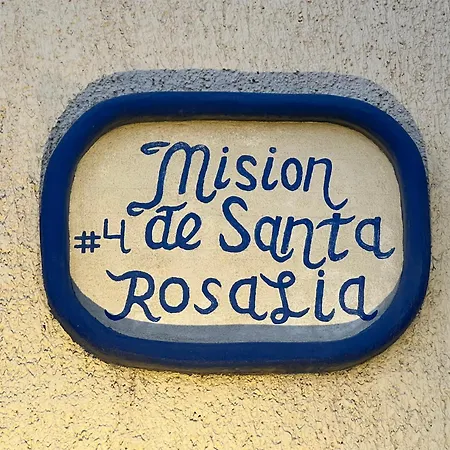 Mision
#4 de Santa
Rosalia